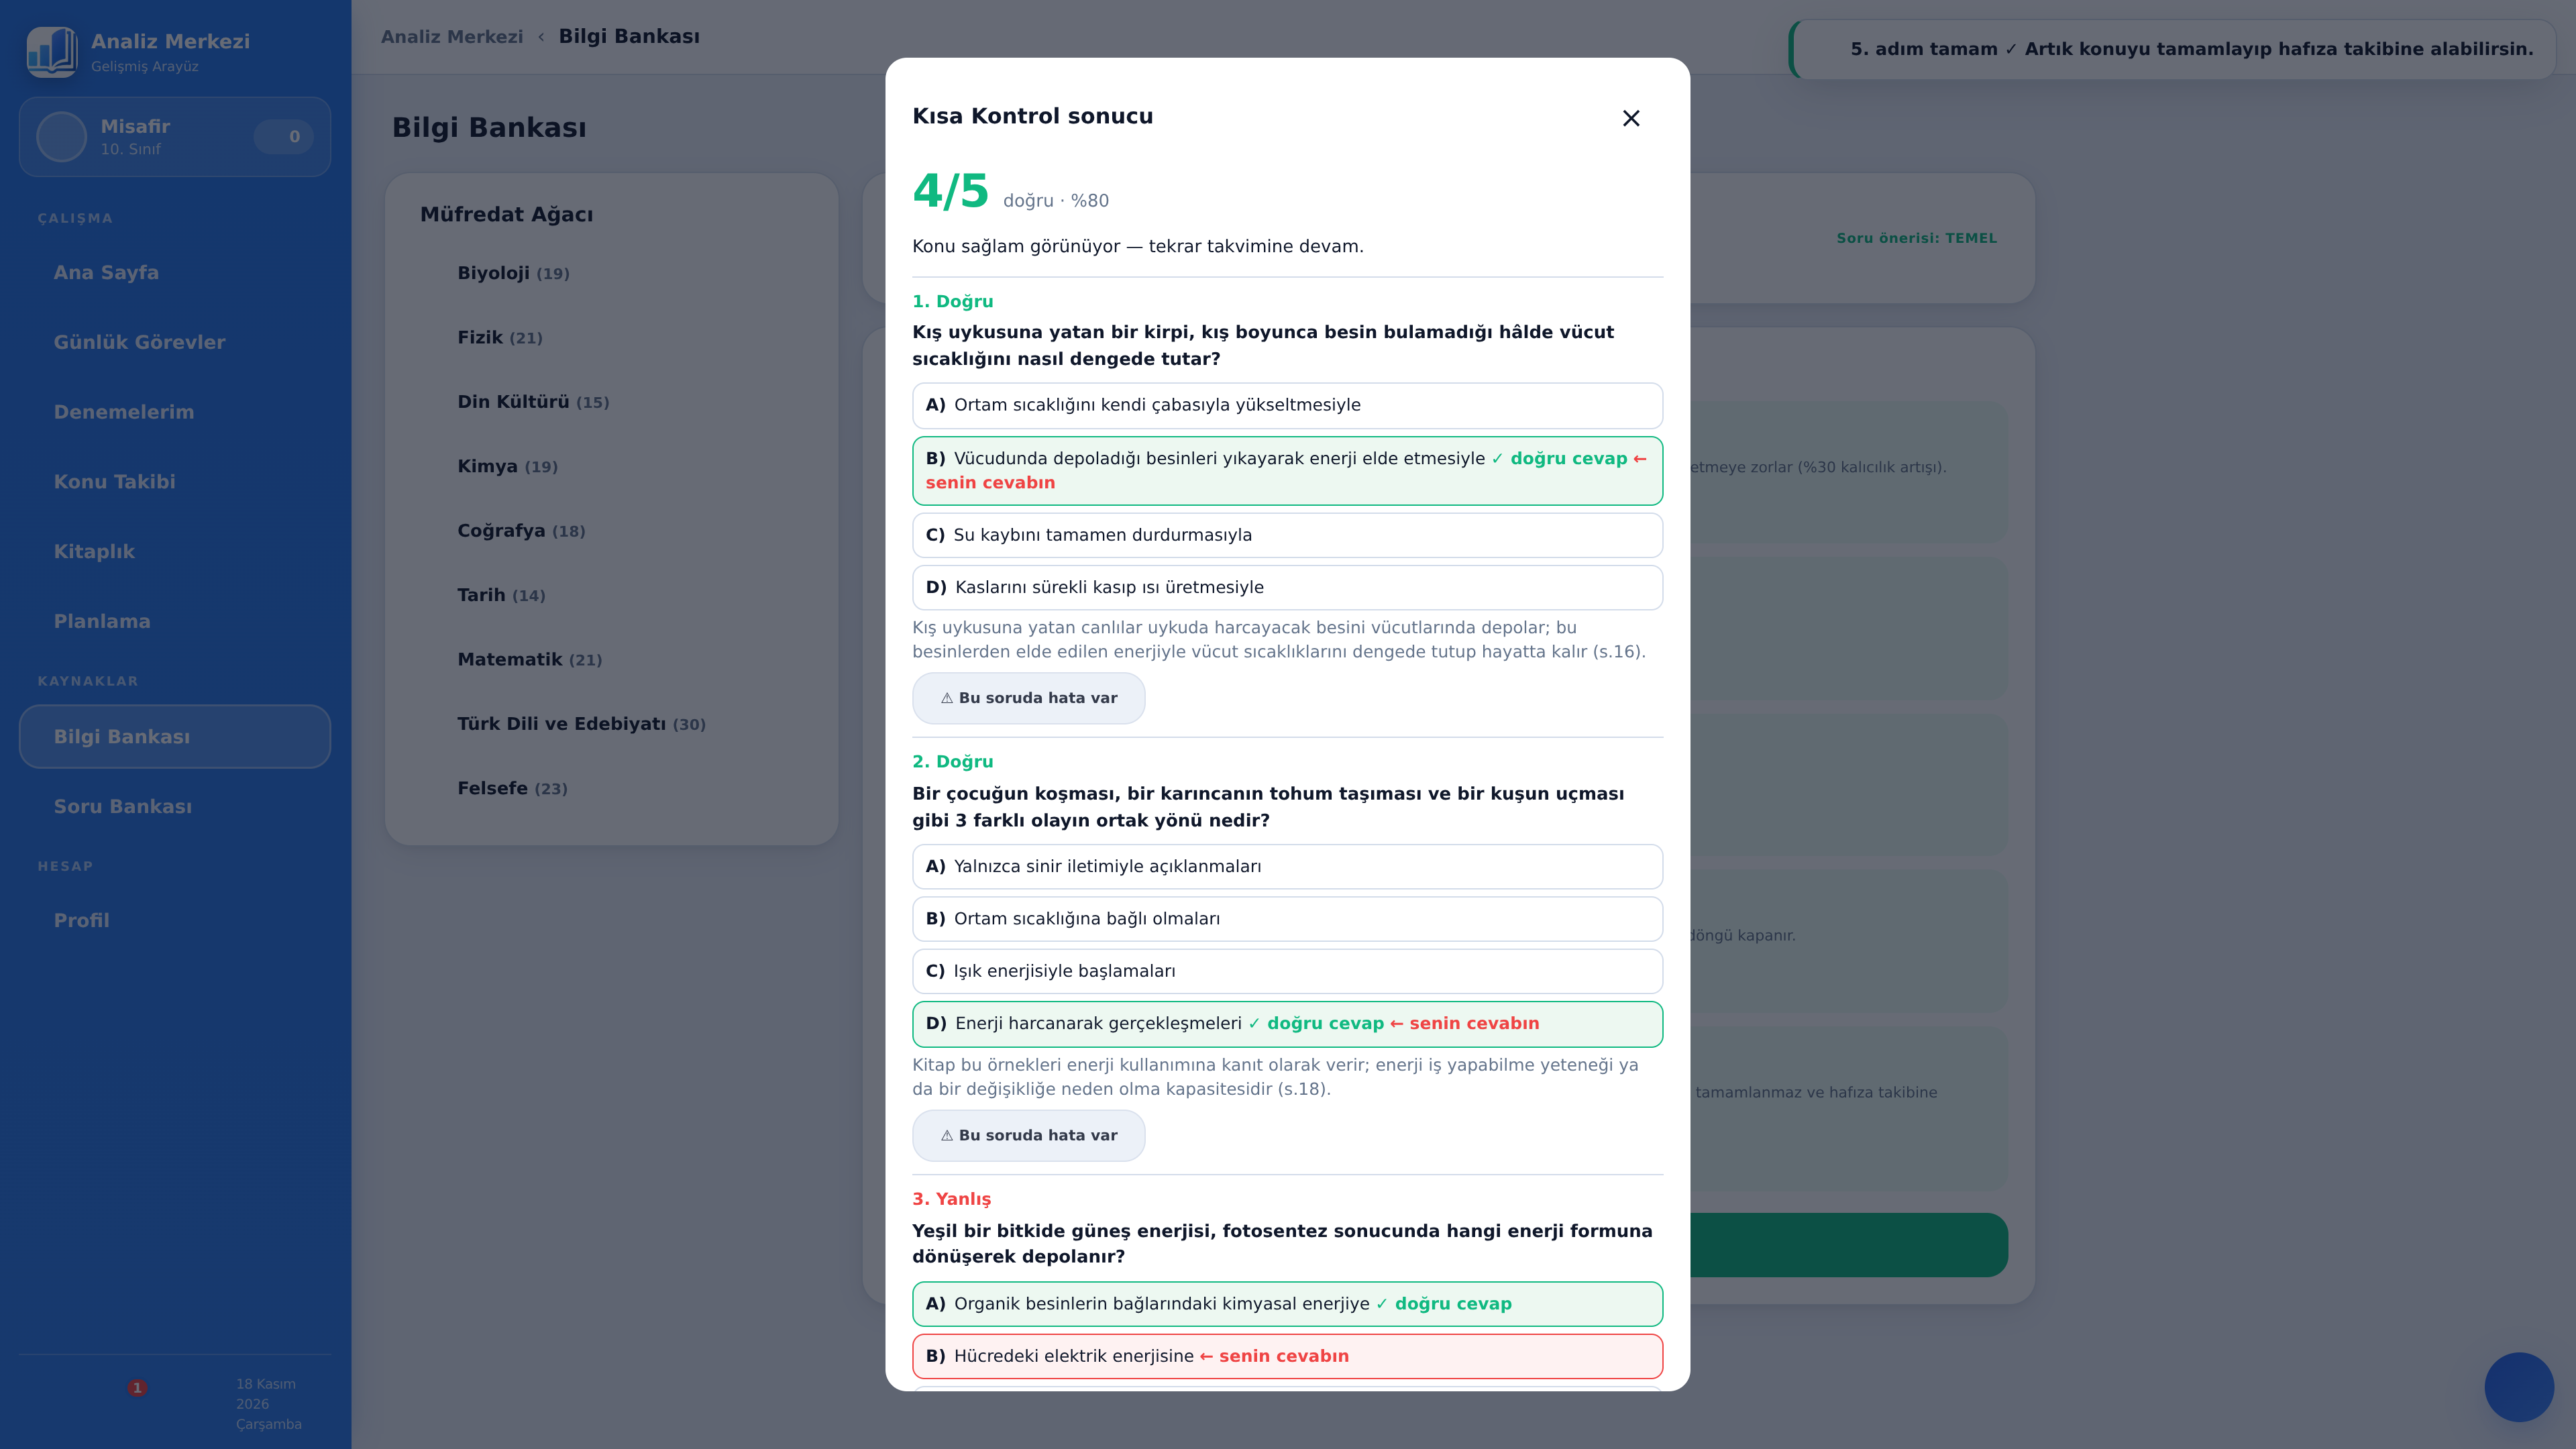 Analiz Merkezi
Gelişmiş Arayüz
Misafir
10. Sınıf
0
ÇALIŞMA
Ana Sayfa
Günlük Görevler
Denemelerim
Konu Takibi
Kitaplık
Planlama
KAYNAKLAR
Bilgi Bankası
Soru Bankası
HESAP
Profil
1
18 Kasım
2026
Çarşamba
Analiz Merkezi ‹ Bilgi Bankası
5. adım tamam ✓ Artık konuyu tamamlayıp hafıza takibine alabilirsin.
Bilgi Bankası
Müfredat Ağacı
Biyoloji (19)
Fizik (21)
Din Kültürü (15)
Kimya (19)
Coğrafya (18)
Tarih (14)
Matematik (21)
Türk Dili ve Edebiyatı (30)
Felsefe (23)
Soru önerisi: TEMEL
etmeye zorlar (%30 kalıcılık artışı).
döngü kapanır.
tamamlanmaz ve hafıza takibine
Kısa Kontrol sonucu
×
4/5 doğru · %80
Konu sağlam görünüyor — tekrar takvimine devam.
1. Doğru
Kış uykusuna yatan bir kirpi, kış boyunca besin bulamadığı hâlde vücut
sıcaklığını nasıl dengede tutar?
A) Ortam sıcaklığını kendi çabasıyla yükseltmesiyle
B) Vücudunda depoladığı besinleri yıkayarak enerji elde etmesiyle ✓ doğru cevap ←
senin cevabın
C) Su kaybını tamamen durdurmasıyla
D) Kaslarını sürekli kasıp ısı üretmesiyle
Kış uykusuna yatan canlılar uykuda harcayacak besini vücutlarında depolar; bu
besinlerden elde edilen enerjiyle vücut sıcaklıklarını dengede tutup hayatta kalır (s.16).
⚠ Bu soruda hata var
2. Doğru
Bir çocuğun koşması, bir karıncanın tohum taşıması ve bir kuşun uçması
gibi 3 farklı olayın ortak yönü nedir?
A) Yalnızca sinir iletimiyle açıklanmaları
B) Ortam sıcaklığına bağlı olmaları
C) Işık enerjisiyle başlamaları
D) Enerji harcanarak gerçekleşmeleri ✓ doğru cevap ← senin cevabın
Kitap bu örnekleri enerji kullanımına kanıt olarak verir; enerji iş yapabilme yeteneği ya
da bir değişikliğe neden olma kapasitesidir (s.18).
⚠ Bu soruda hata var
3. Yanlış
Yeşil bir bitkide güneş enerjisi, fotosentez sonucunda hangi enerji formuna
dönüşerek depolanır?
A) Organik besinlerin bağlarındaki kimyasal enerjiye ✓ doğru cevap
B) Hücredeki elektrik enerjisine ← senin cevabın